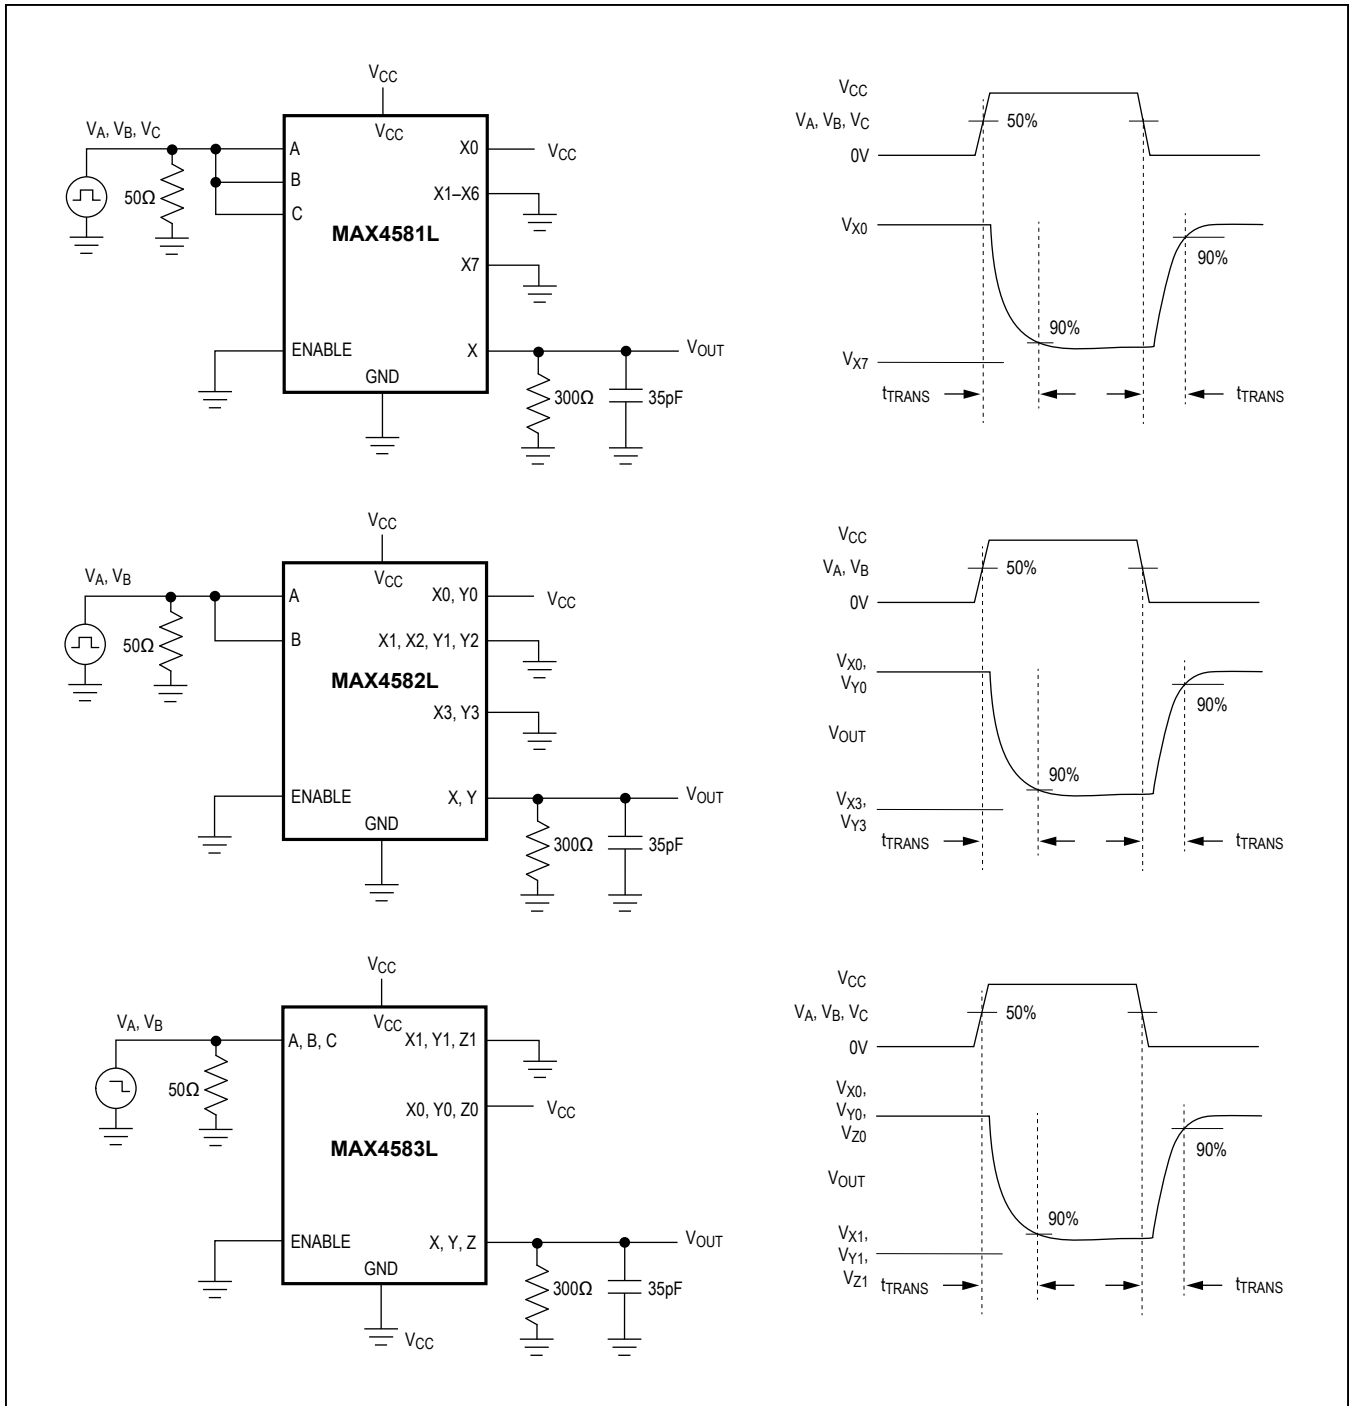 VCC
VA, VB, VC
50Ω
VCC
A
B
C
X0
VCC
X1–X6
MAX4581L
X7
ENABLE
X
VOUT
GND
300Ω
35pF
VCC
VA, VB, VC
50%
0V
VX0
90%
90%
VX7
tTRANS
tTRANS
VCC
VA, VB
50Ω
VCC
A
B
X0, Y0
VCC
X1, X2, Y1, Y2
MAX4582L
X3, Y3
ENABLE
X, Y
VOUT
GND
300Ω
35pF
VCC
VA, VB
50%
0V
VX0,
VY0
90%
VOUT
90%
VX3,
VY3
tTRANS
tTRANS
VCC
VA, VB
50Ω
VCC
A, B, C
X1, Y1, Z1
X0, Y0, Z0
VCC
MAX4583L
ENABLE
X, Y, Z
VOUT
GND
300Ω
35pF
VCC
VCC
VA, VB, VC
50%
0V
VX0,
VY0,
VZ0
90%
VOUT
90%
VX1,
VY1,
VZ1
tTRANS
tTRANS